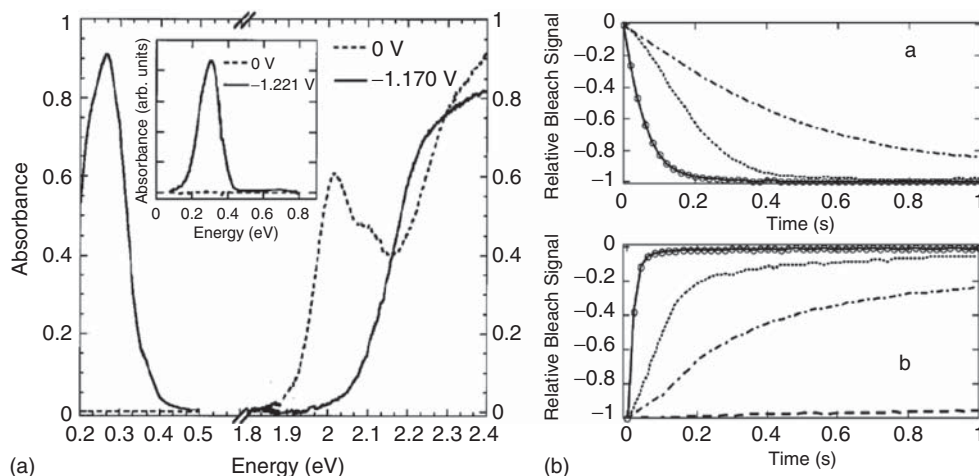 1
0.8
0.6
0.4
0.2
0
Absorbance
0 V
−1.170 V
0 V
−1.221 V
Absorbance (arb. units)
0 0.2 0.4 0.6 0.8
Energy (eV)
1
0.8
0.6
0.4
0.2
0
0.2 0.3 0.4 0.5 1.8 1.9 2 2.1 2.2 2.3 2.4
Energy (eV)
(a)
Relative Bleach Signal
0
−0.2
−0.4
−0.6
−0.8
−1
a
0 0.2 0.4 0.6 0.8 1
Time (s)
Relative Bleach Signal
0
−0.2
−0.4
−0.6
−0.8
−1
b
0 0.2 0.4 0.6 0.8 1
Time (s)
(b)